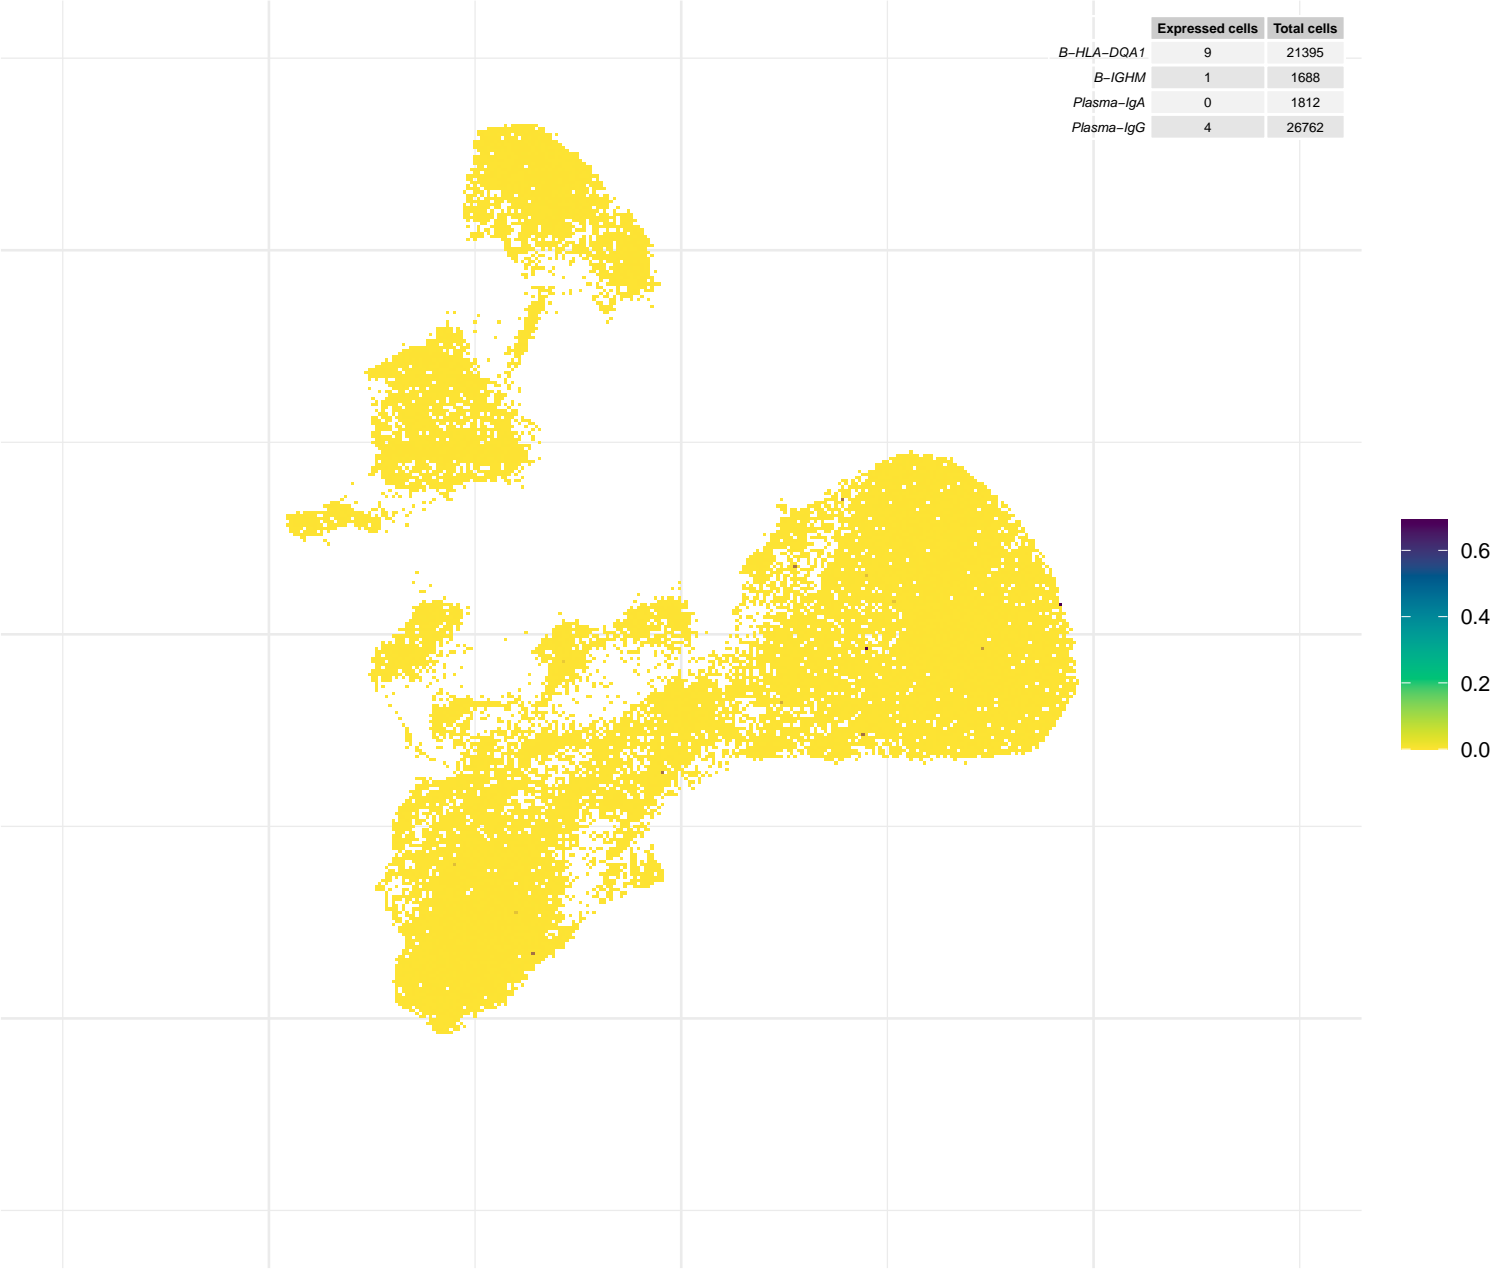 Expressed cells Total cells
B−HLA−DQA1 9 21395
B−IGHM 1 1688
Plasma−IgA 0 1812
Plasma−IgG 4 26762
0.6
0.4
0.2
0.0